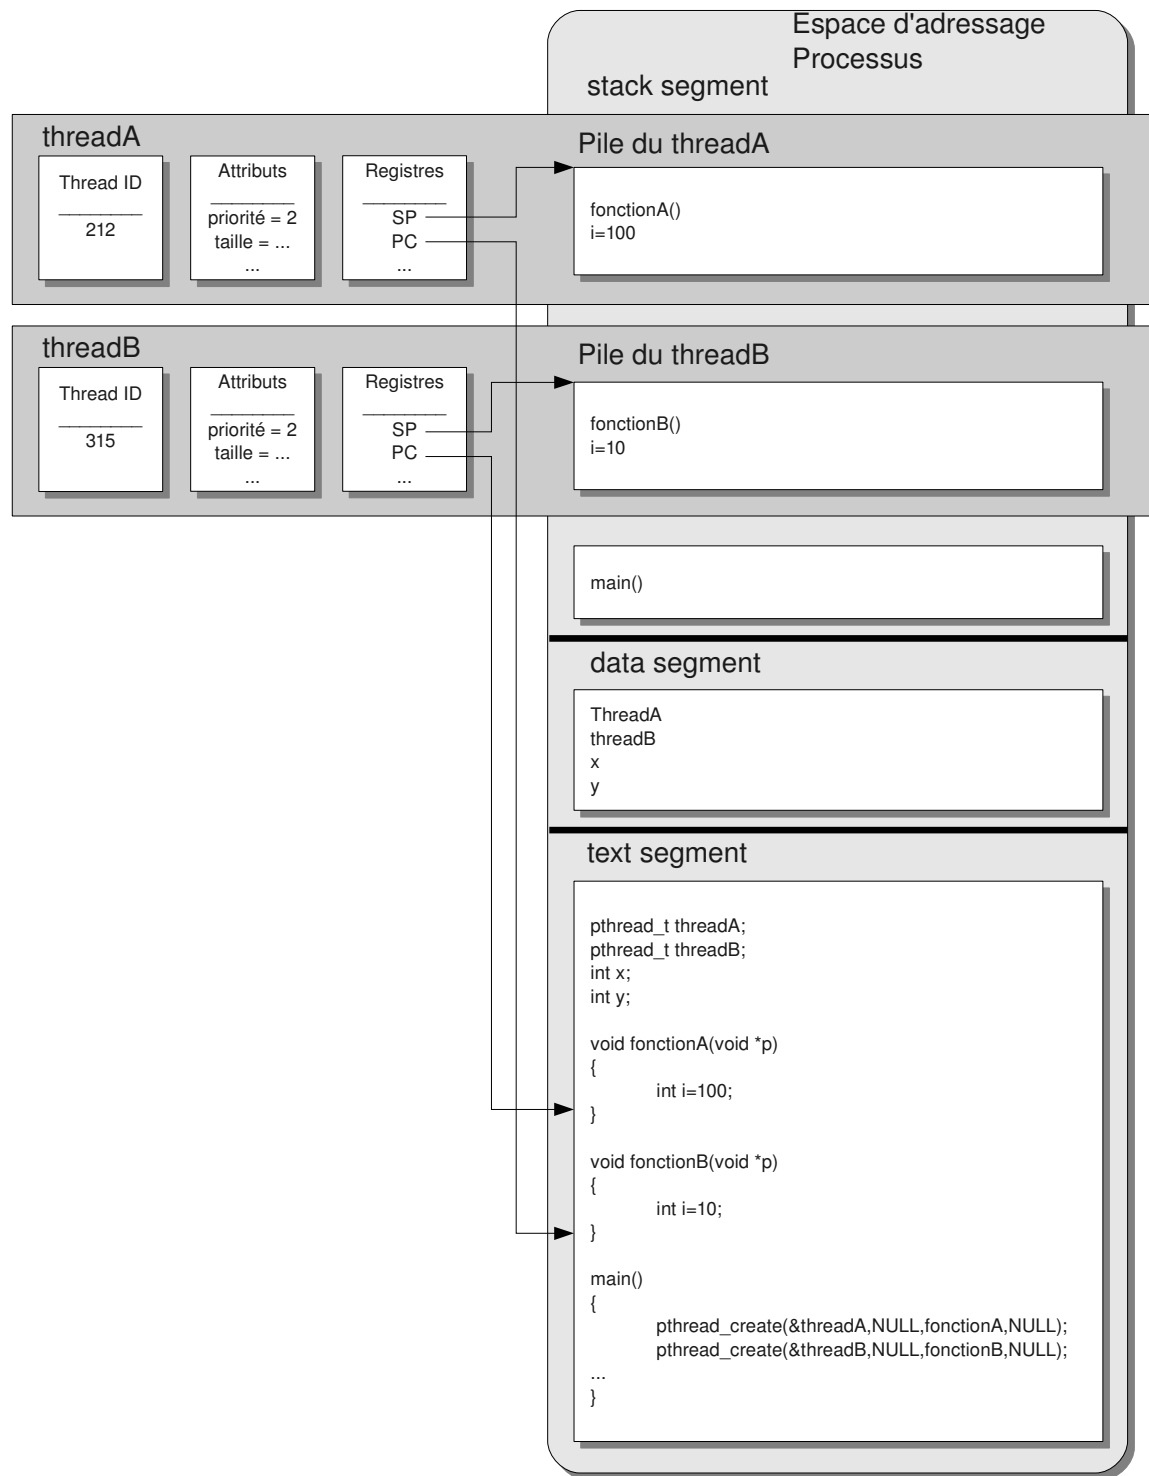 Espace d'adressage
Processus
stack segment
threadA
Thread ID
212
Attributs
priorité = 2
taille = ...
...
Registres
SP
PC
...
Pile du threadA
fonctionA()
i=100
threadB
Thread ID
315
Attributs
priorité = 2
taille = ...
...
Registres
SP
PC
...
Pile du threadB
fonctionB()
i=10
main()
data segment
ThreadA
threadB
x
y
text segment
pthread_t threadA;
pthread_t threadB;
int x;
int y;
void fonctionA(void *p)
{
int i=100;
}
void fonctionB(void *p)
{
int i=10;
}
main()
{
pthread_create(&threadA,NULL,fonctionA,NULL);
pthread_create(&threadB,NULL,fonctionB,NULL);
...
}